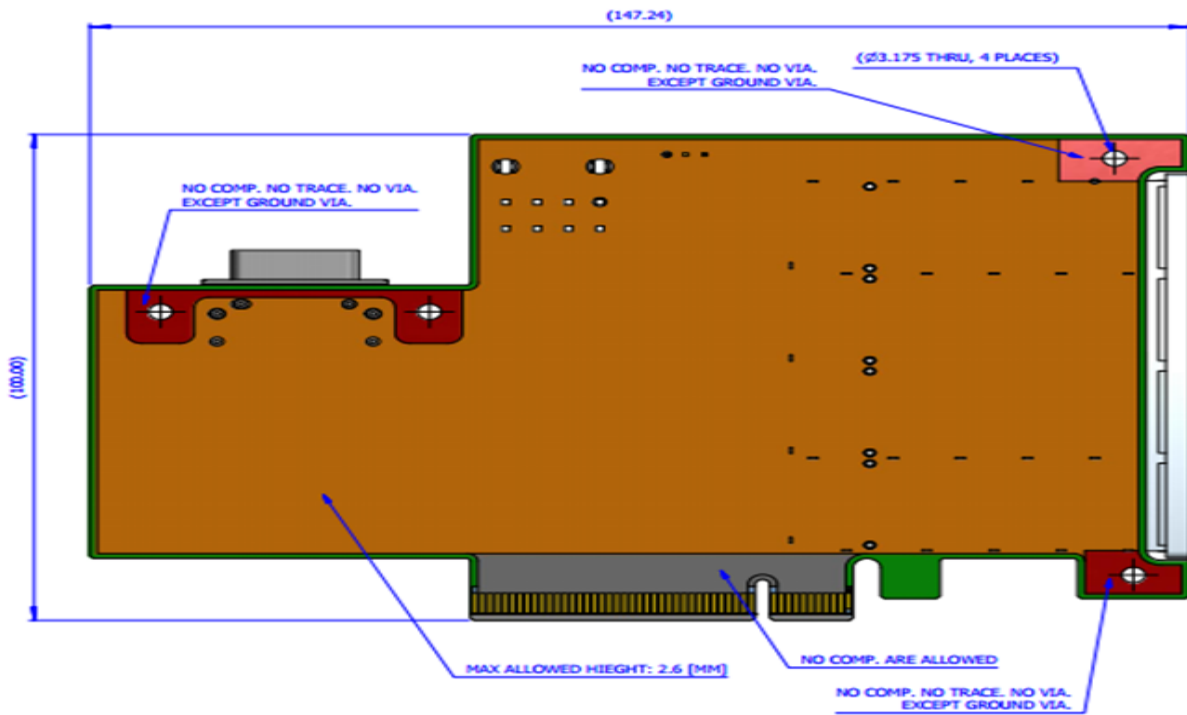 (147.24)
NO COMP. NO TRACE. NO VIA.
EXCEPT GROUND VIA.
(Ø3.175 THRU, 4 PLACES)
NO COMP. NO TRACE. NO VIA.
EXCEPT GROUND VIA.
(100.00)
MAX ALLOWED HIEGHT: 2.6 [MM]
NO COMP. ARE ALLOWED
NO COMP. NO TRACE. NO VIA.
EXCEPT GROUND VIA.